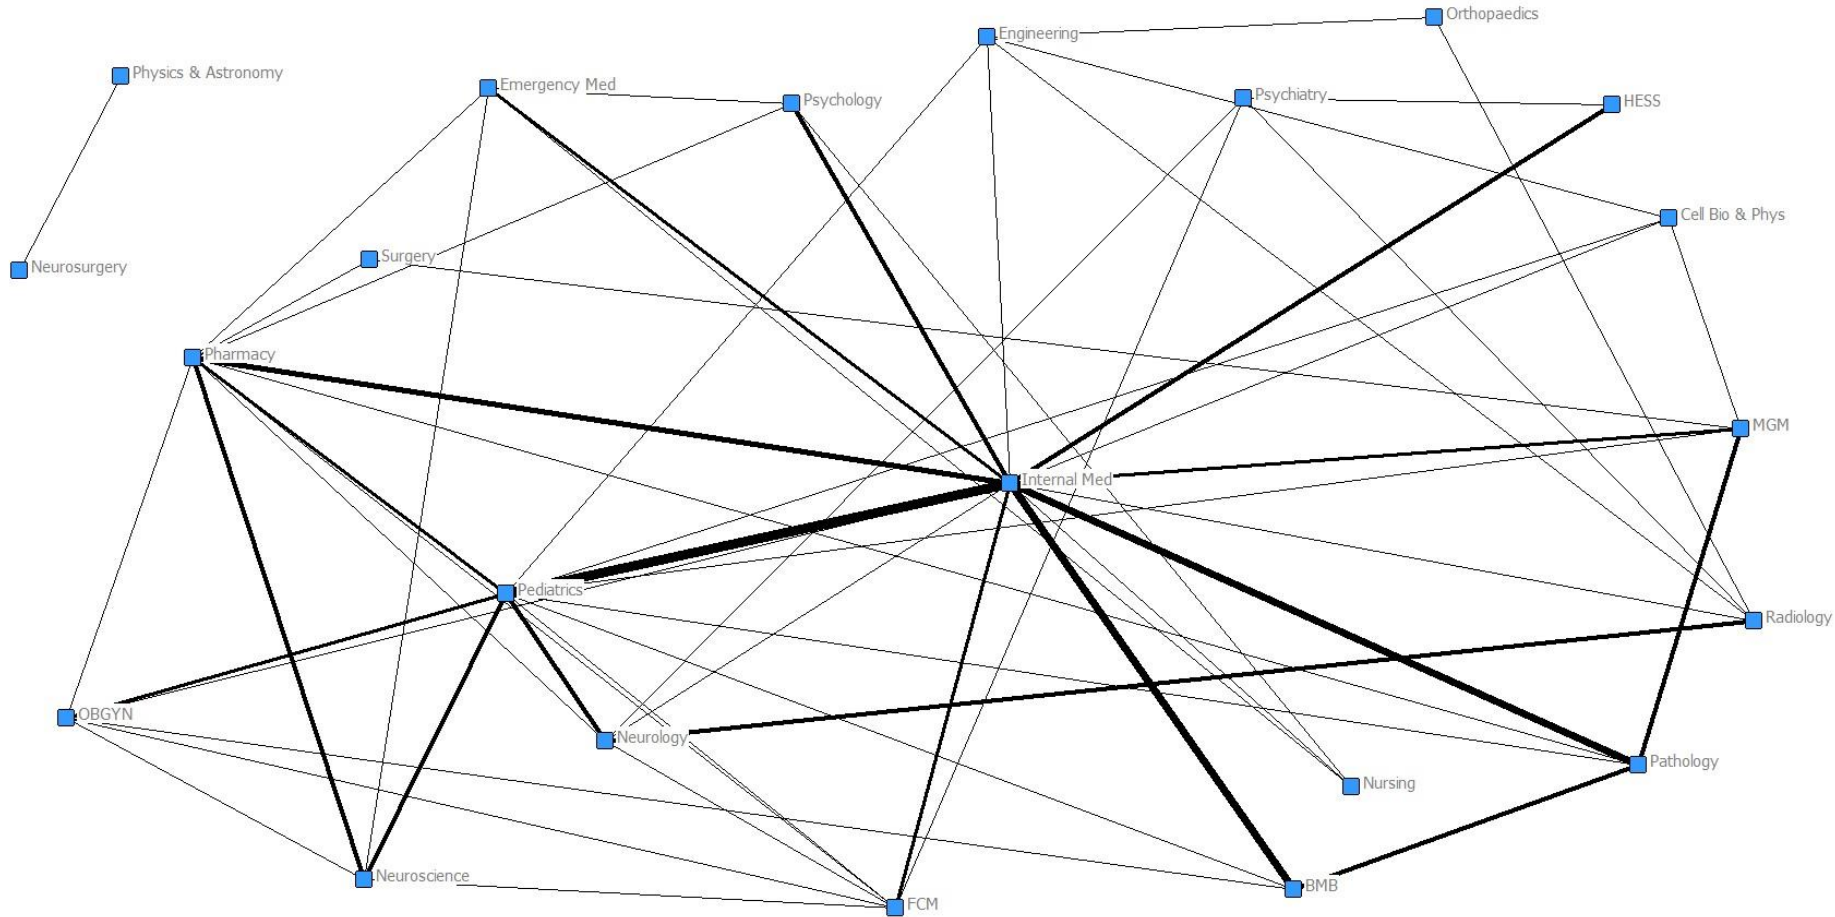 Orthopaedics
Engineering
Physics & Astronomy
Emergency Med
Psychology
Psychiatry
HESS
Cell Bio & Phys
Surgery
Neurosurgery
Pharmacy
MGM
Internal Med
Pediatrics
Radiology
OBGYN
Neurology
Pathology
Nursing
Neuroscience
BMB
FCM